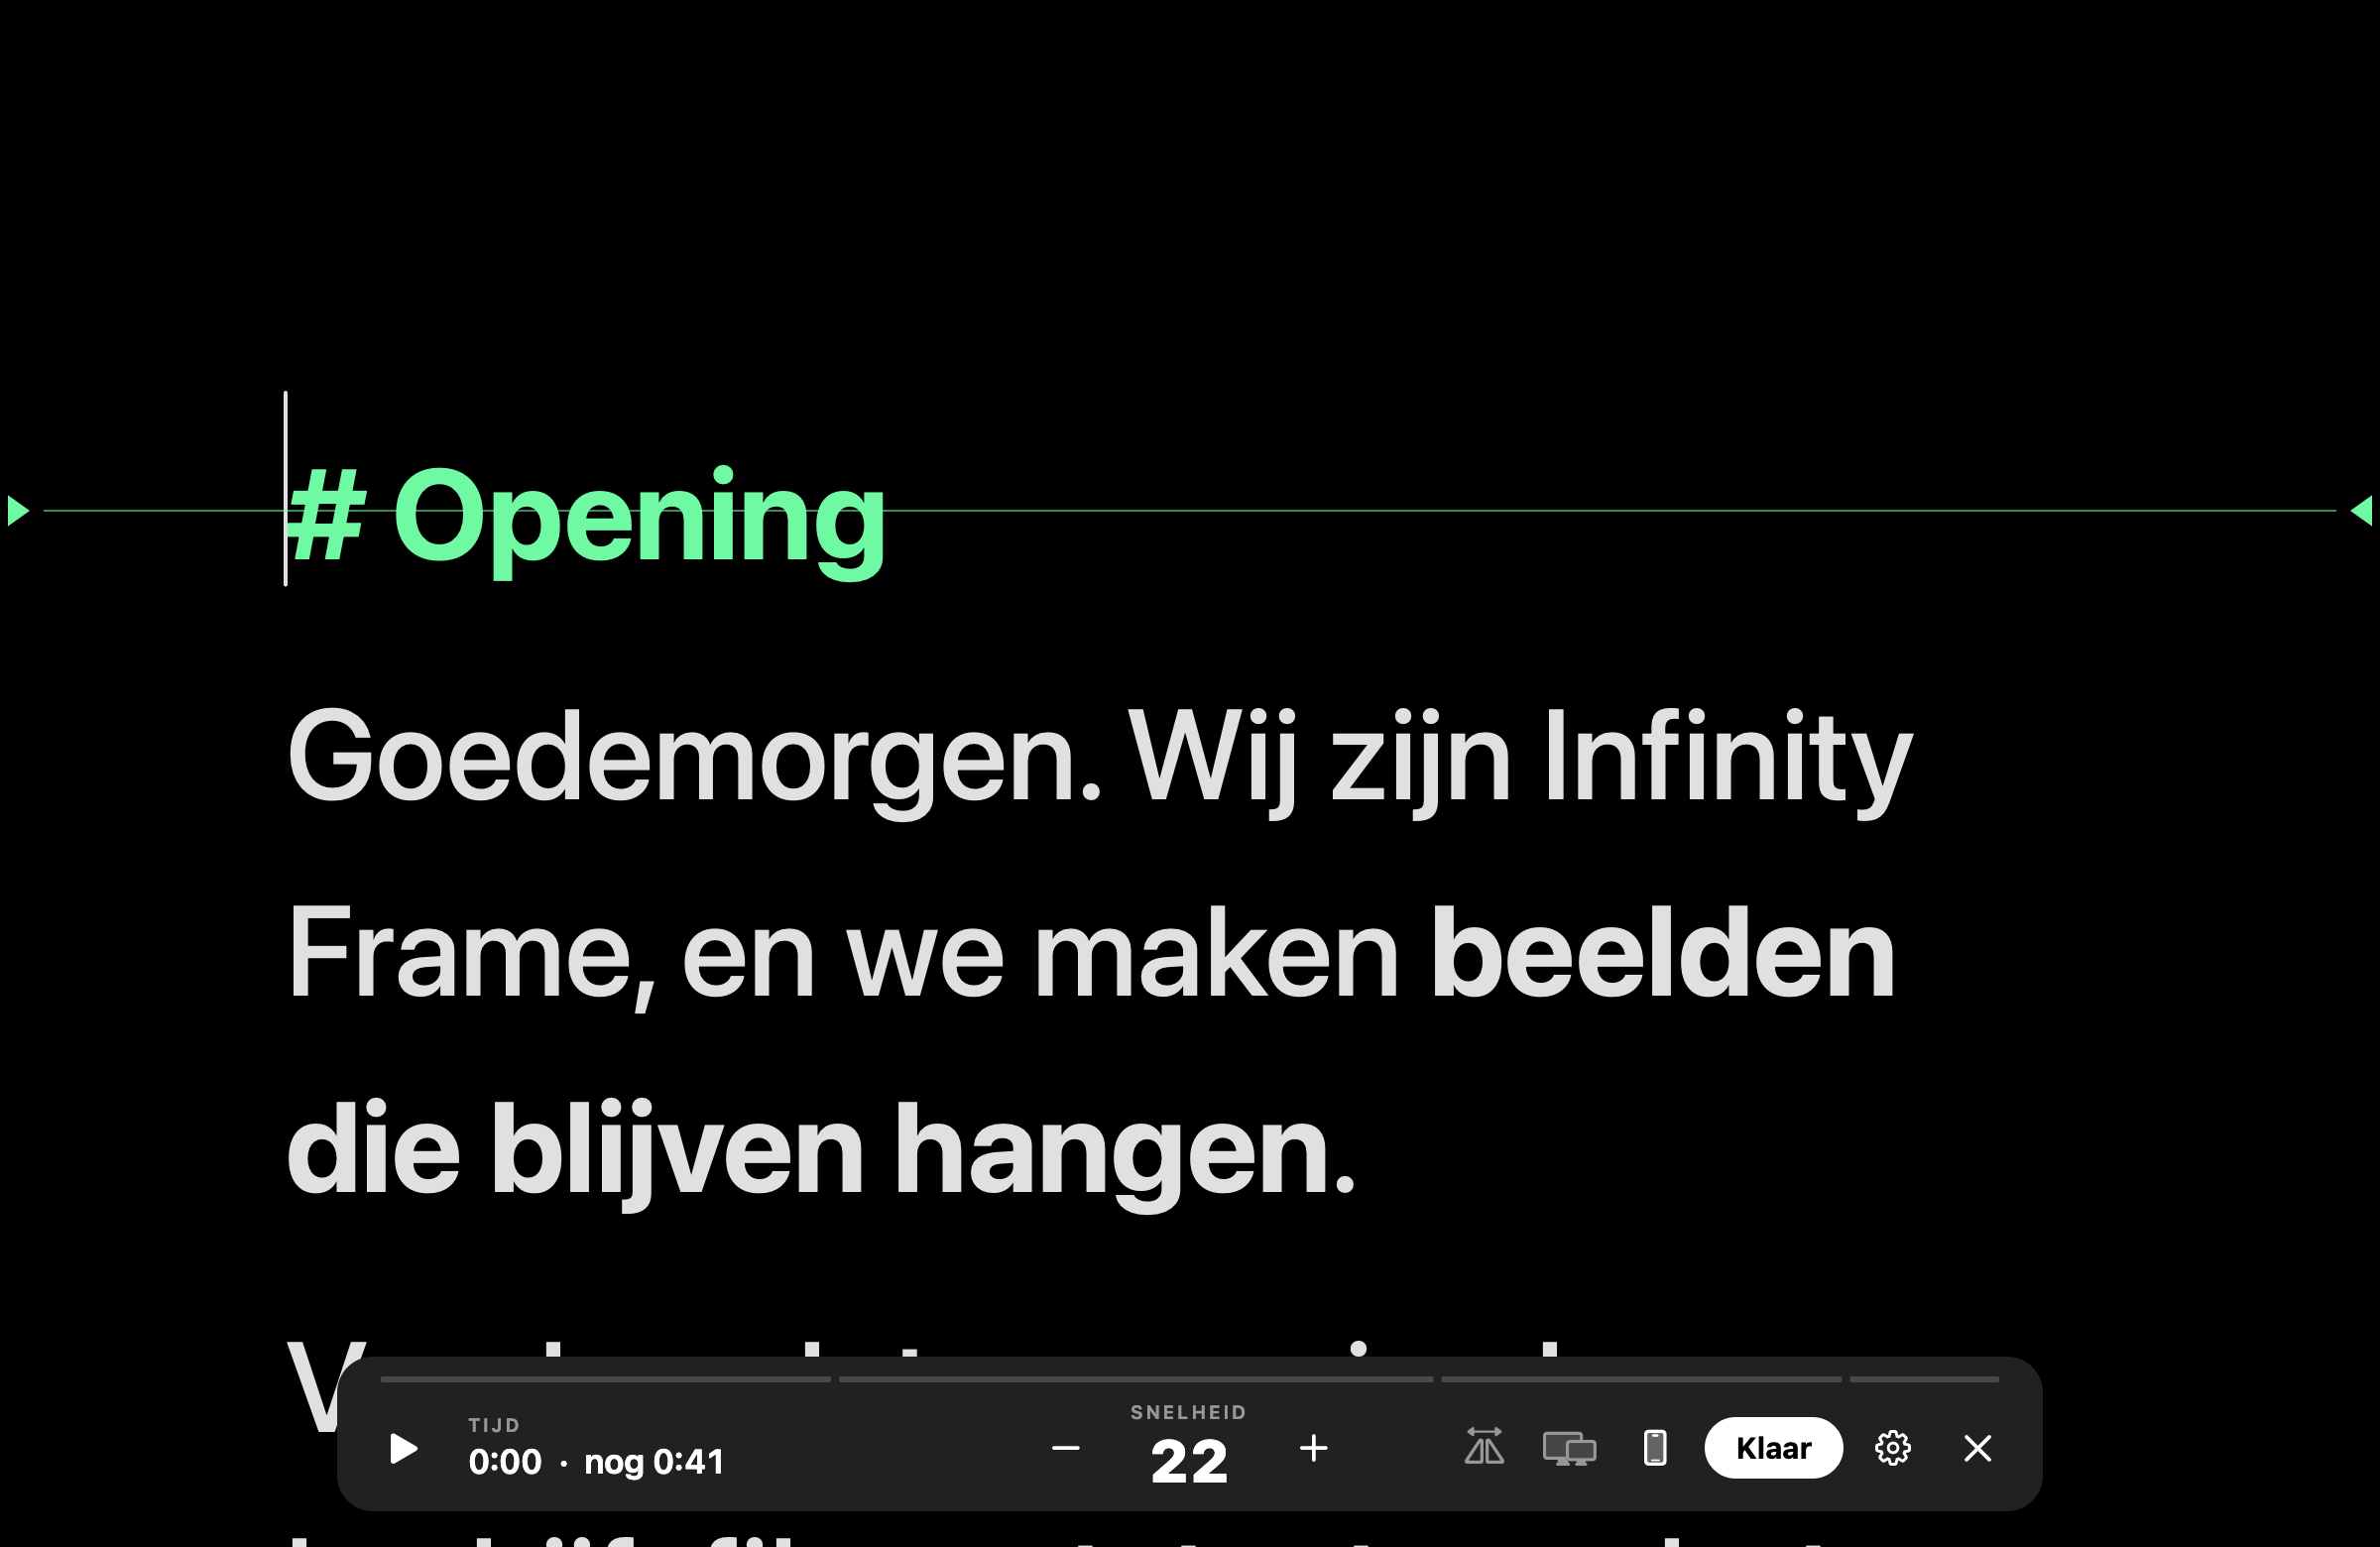 # Opening
Goedemorgen. Wij zijn Infinity
Frame, en we maken beelden
die blijven hangen.
TIJD
0:00 · nog 0:41
SNELHEID
22
Klaar